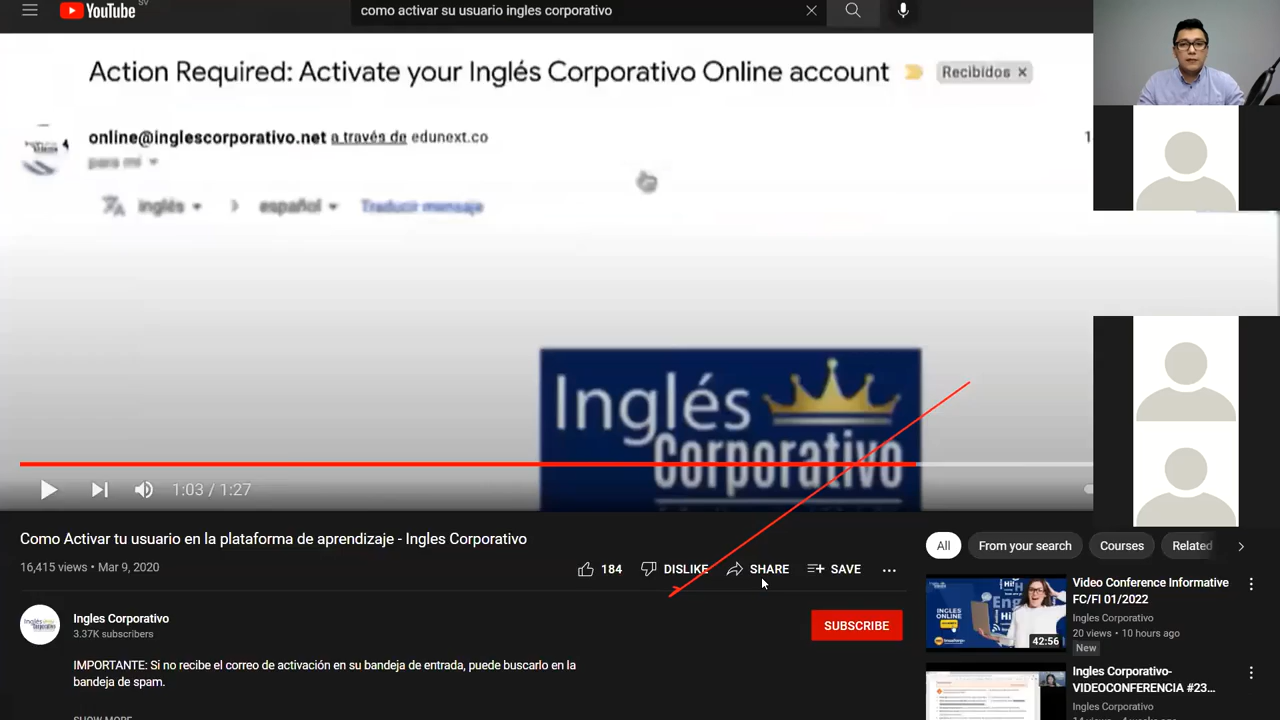 YouTube
SV
como activar su usuario ingles corporativo
Action Required: Activate your Inglés Corporativo Online account
Recibidos ×
online@inglescorporativo.net a través de edunext.co
para mí
inglés
español
Traducir mensaje
Inglés
Corporativo
1:03 / 1:27
Como Activar tu usuario en la plataforma de aprendizaje - Ingles Corporativo
16,415 views • Mar 9, 2020
184
DISLIKE
SHARE
SAVE
Ingles Corporativo
3.37K subscribers
SUBSCRIBE
IMPORTANTE: Si no recibe el correo de activación en su bandeja de entrada, puede buscarlo en la
bandeja de spam.
SHOW MORE
All
From your search
Courses
Related
42:56
Video Conference Informative
FC/FI 01/2022
Ingles Corporativo
20 views • 10 hours ago
New
Ingles Corporativo-
VIDEOCONFERENCIA #23...